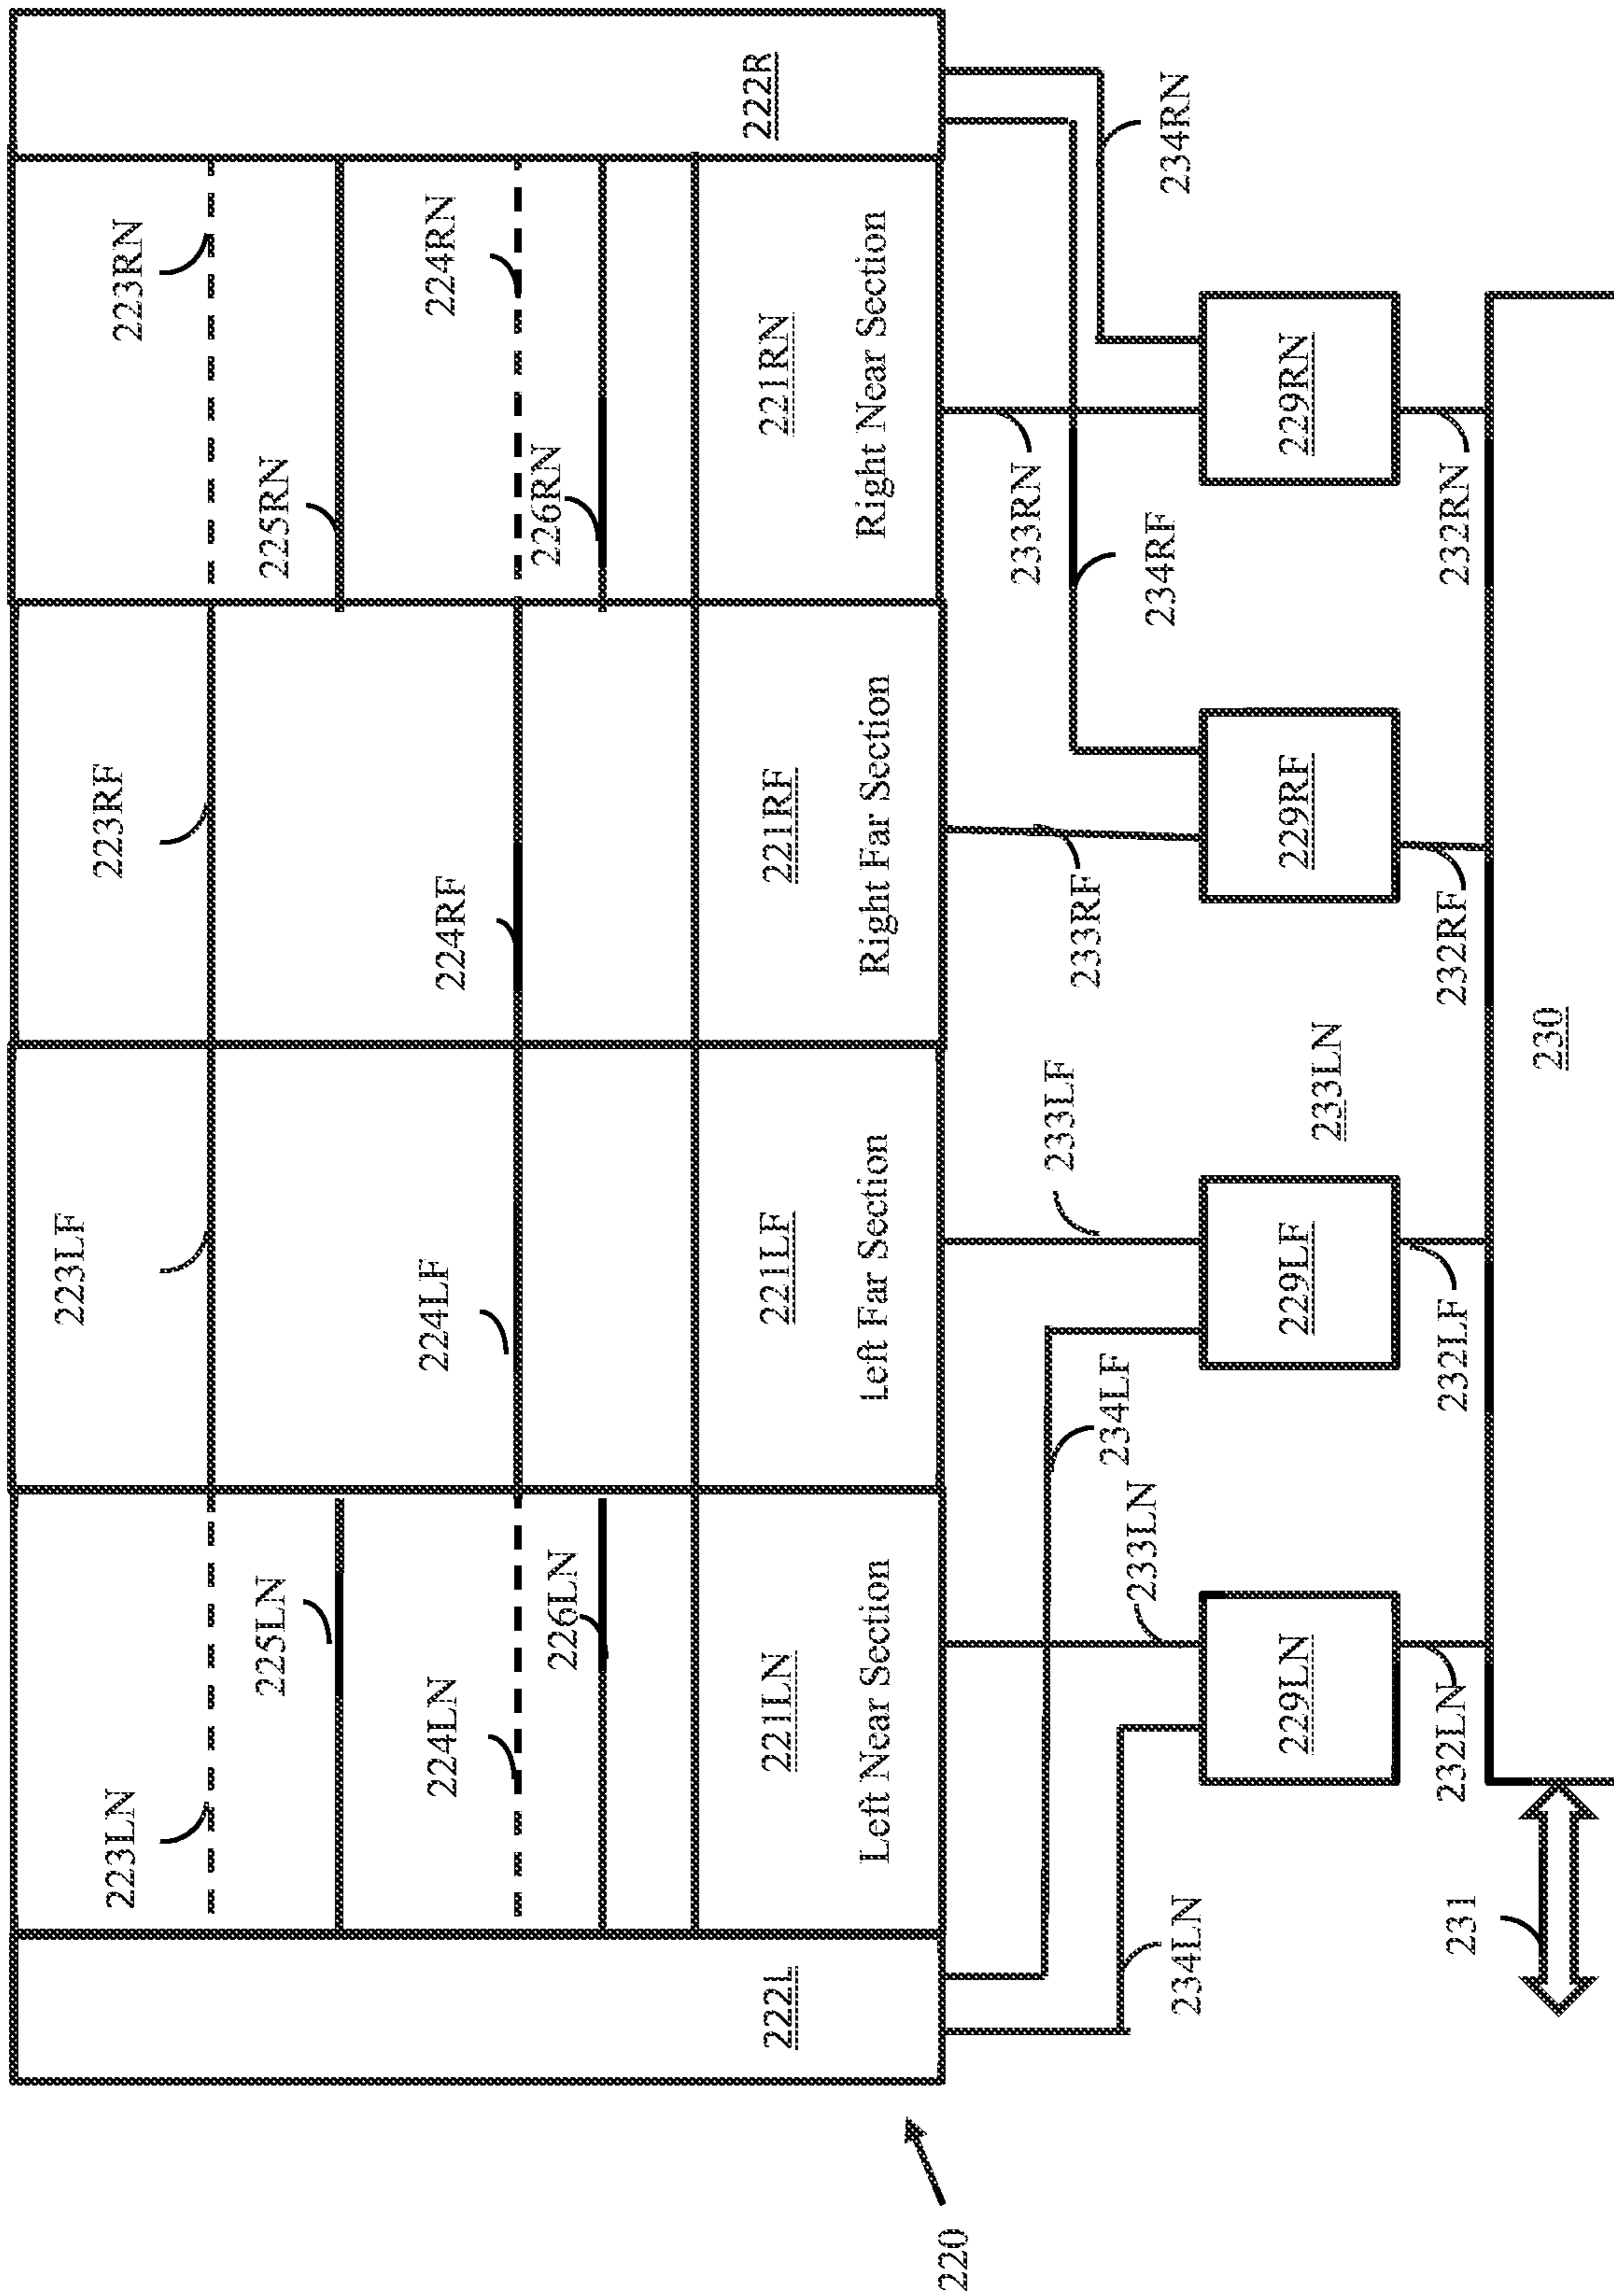 223LN
223LF
223RF
223RN
225LN
225RN
224LN
224LF
224RF
224RN
226LN
226RN
222L
221LN
221LF
221RF
221RN
222R
Left Near Section
Left Far Section
Right Far Section
Right Near Section
220
233LF
233RN
233LN
234LF
233RF
234RF
234LN
234RN
229LN
229LF
233LN
229RF
229RN
231
232LN
232LF
232RF
232RN
230